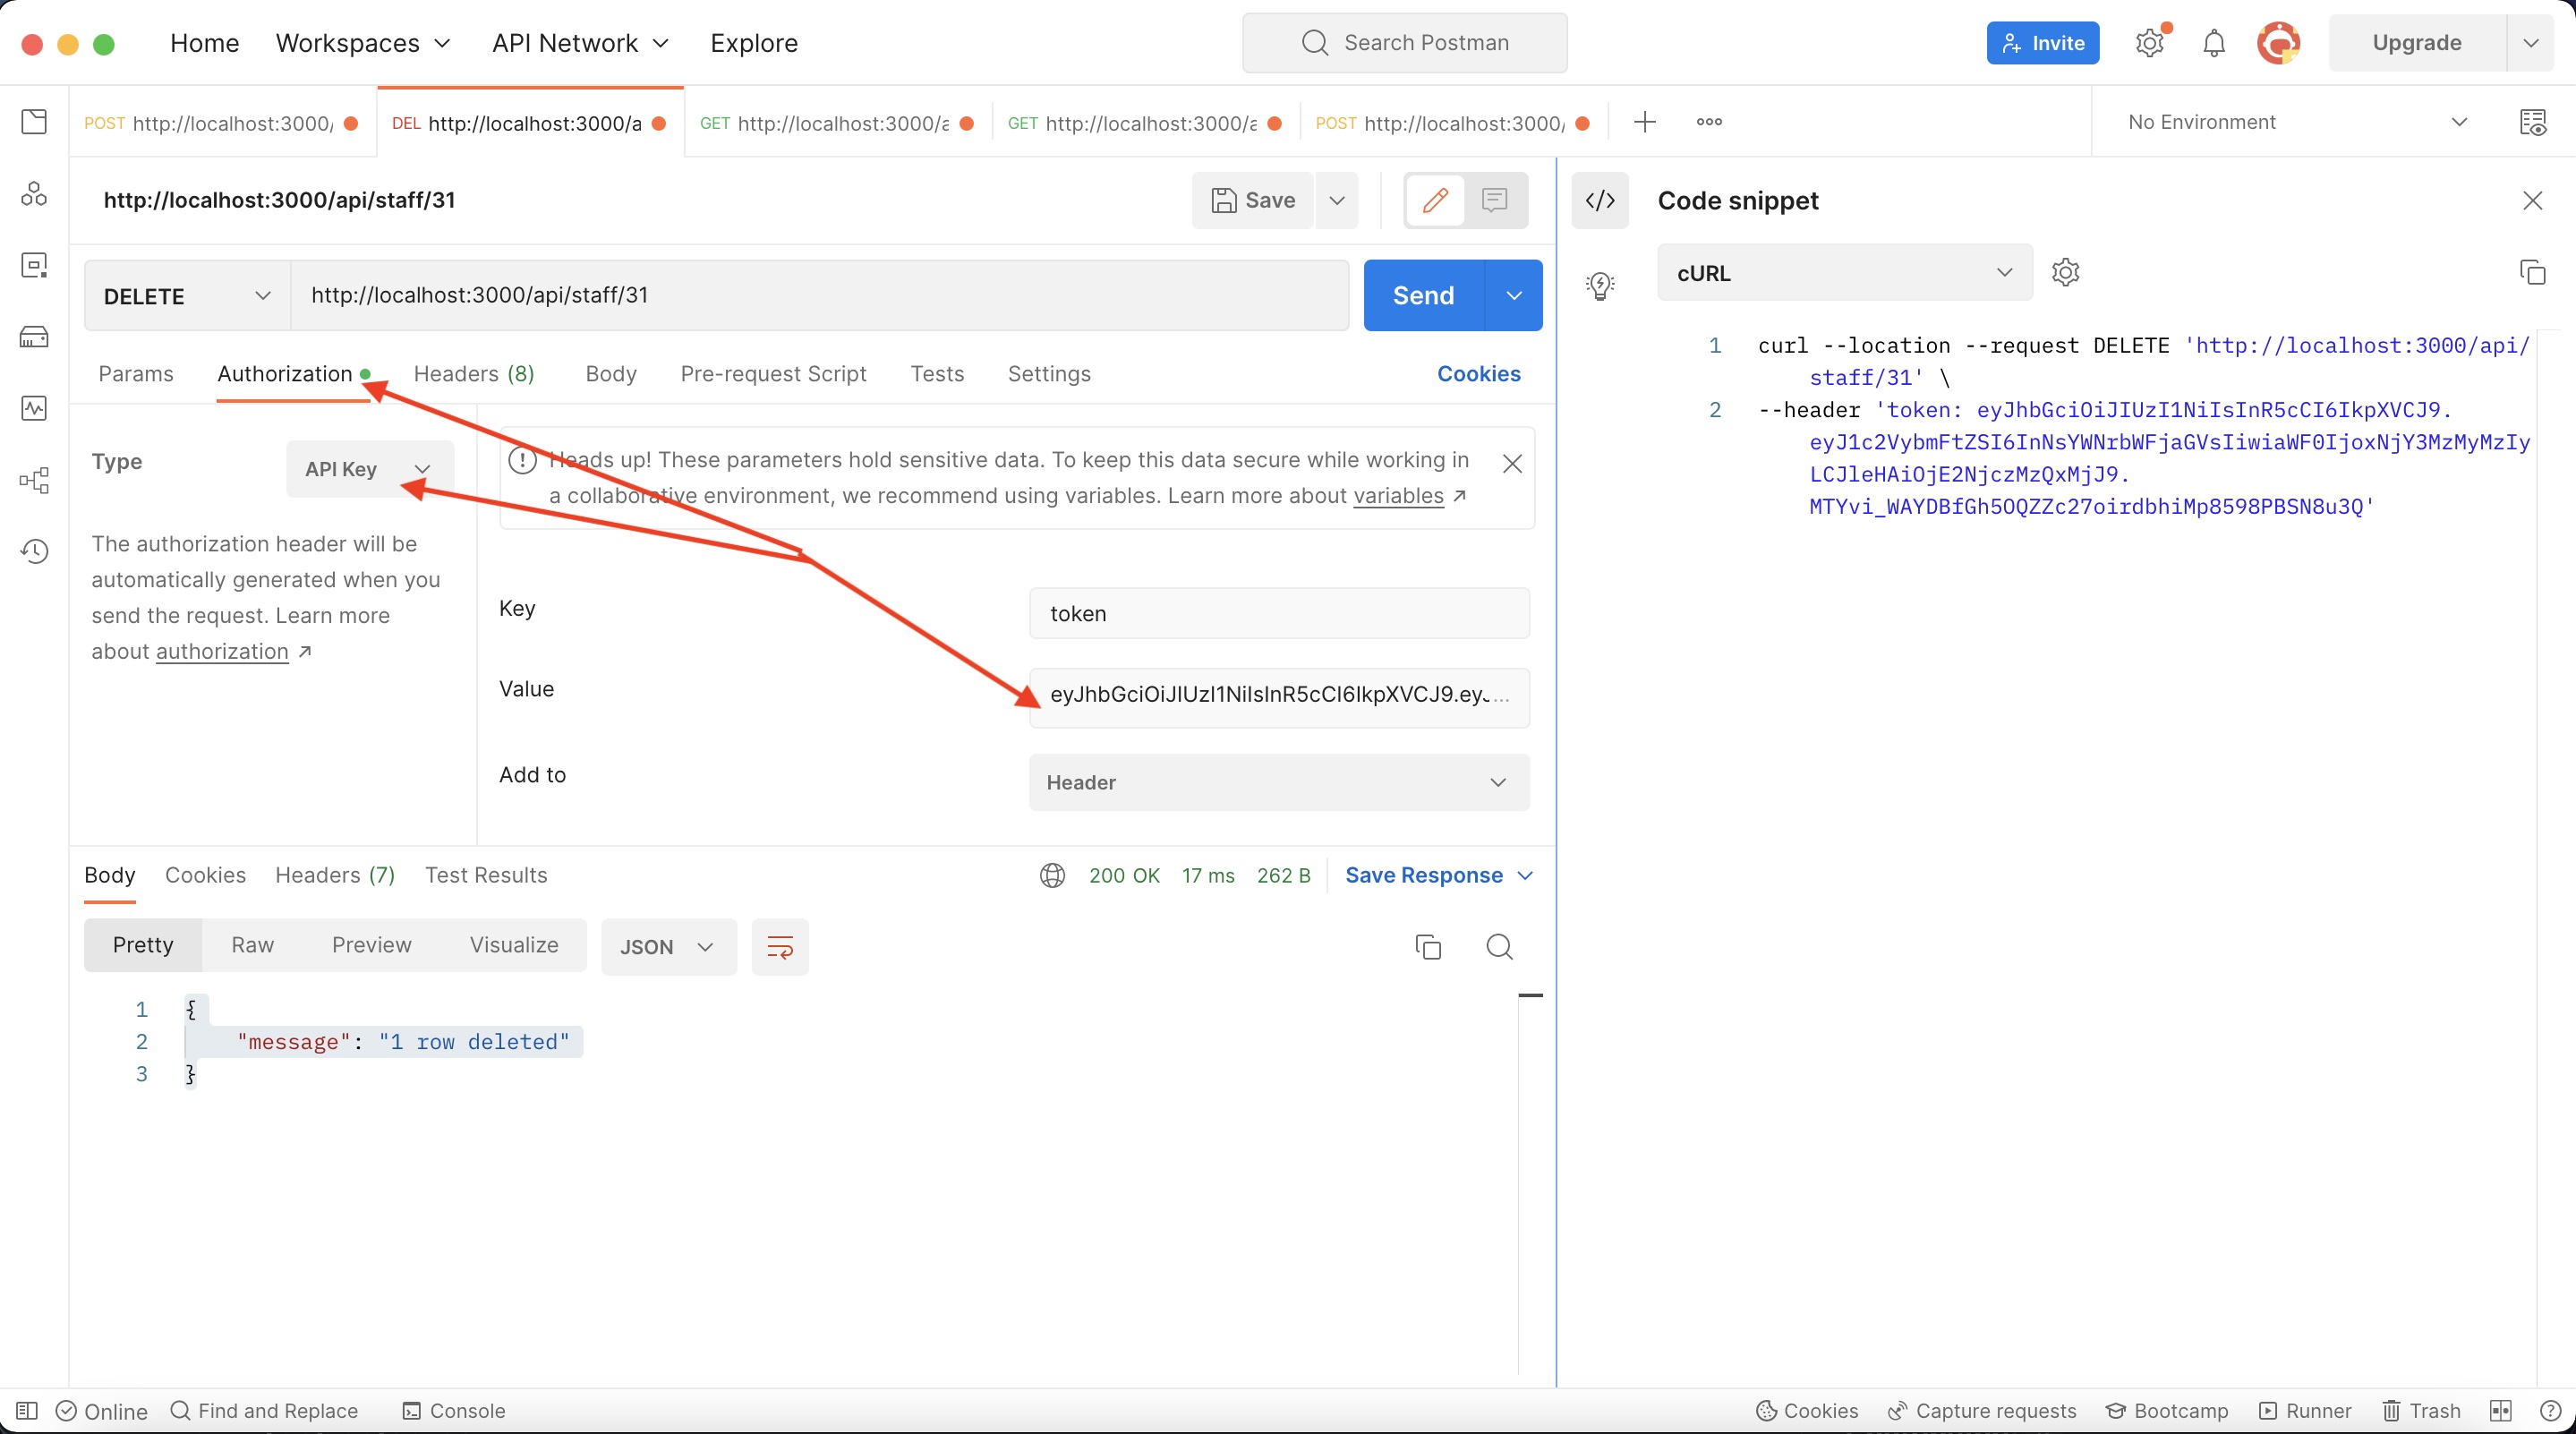 Home Workspaces API Network Explore Search Postman Invite Upgrade
POST http://localhost:3000/ DEL http://localhost:3000/a GET http://localhost:3000/a GET http://localhost:3000/a POST http://localhost:3000/ No Environment
http://localhost:3000/api/staff/31 Save
DELETE http://localhost:3000/api/staff/31 Send
Params Authorization Headers (8) Body Pre-request Script Tests Settings Cookies
Type API Key
The authorization header will be
automatically generated when you
send the request. Learn more
about authorization
Heads up! These parameters hold sensitive data. To keep this data secure while working in
a collaborative environment, we recommend using variables. Learn more about variables
Key token
Value eyJhbGciOiJIUzI1NiIsInR5cCI6IkpXVCJ9.eyJ...
Add to Header
Body Cookies Headers (7) Test Results 200 OK 17 ms 262 B Save Response
Pretty Raw Preview Visualize JSON
1 {
2 "message": "1 row deleted"
3 }
Code snippet
cURL
1 curl --location --request DELETE 'http://localhost:3000/api/
staff/31' \
2 --header 'token: eyJhbGciOiJIUzI1NiIsInR5cCI6IkpXVCJ9.
eyJ1c2VybmFtZSI6InNsYWNrbWFjaGVsIiwiaWF0IjoxNjY3MzMyMzIy
LCJleHAiOjE2NjczMzQxMjJ9.
MTYvi_WAYDBfGh5OQZZc27oirdbhiMp8598PBSN8u3Q'
Online Find and Replace Console Cookies Capture requests Bootcamp Runner Trash